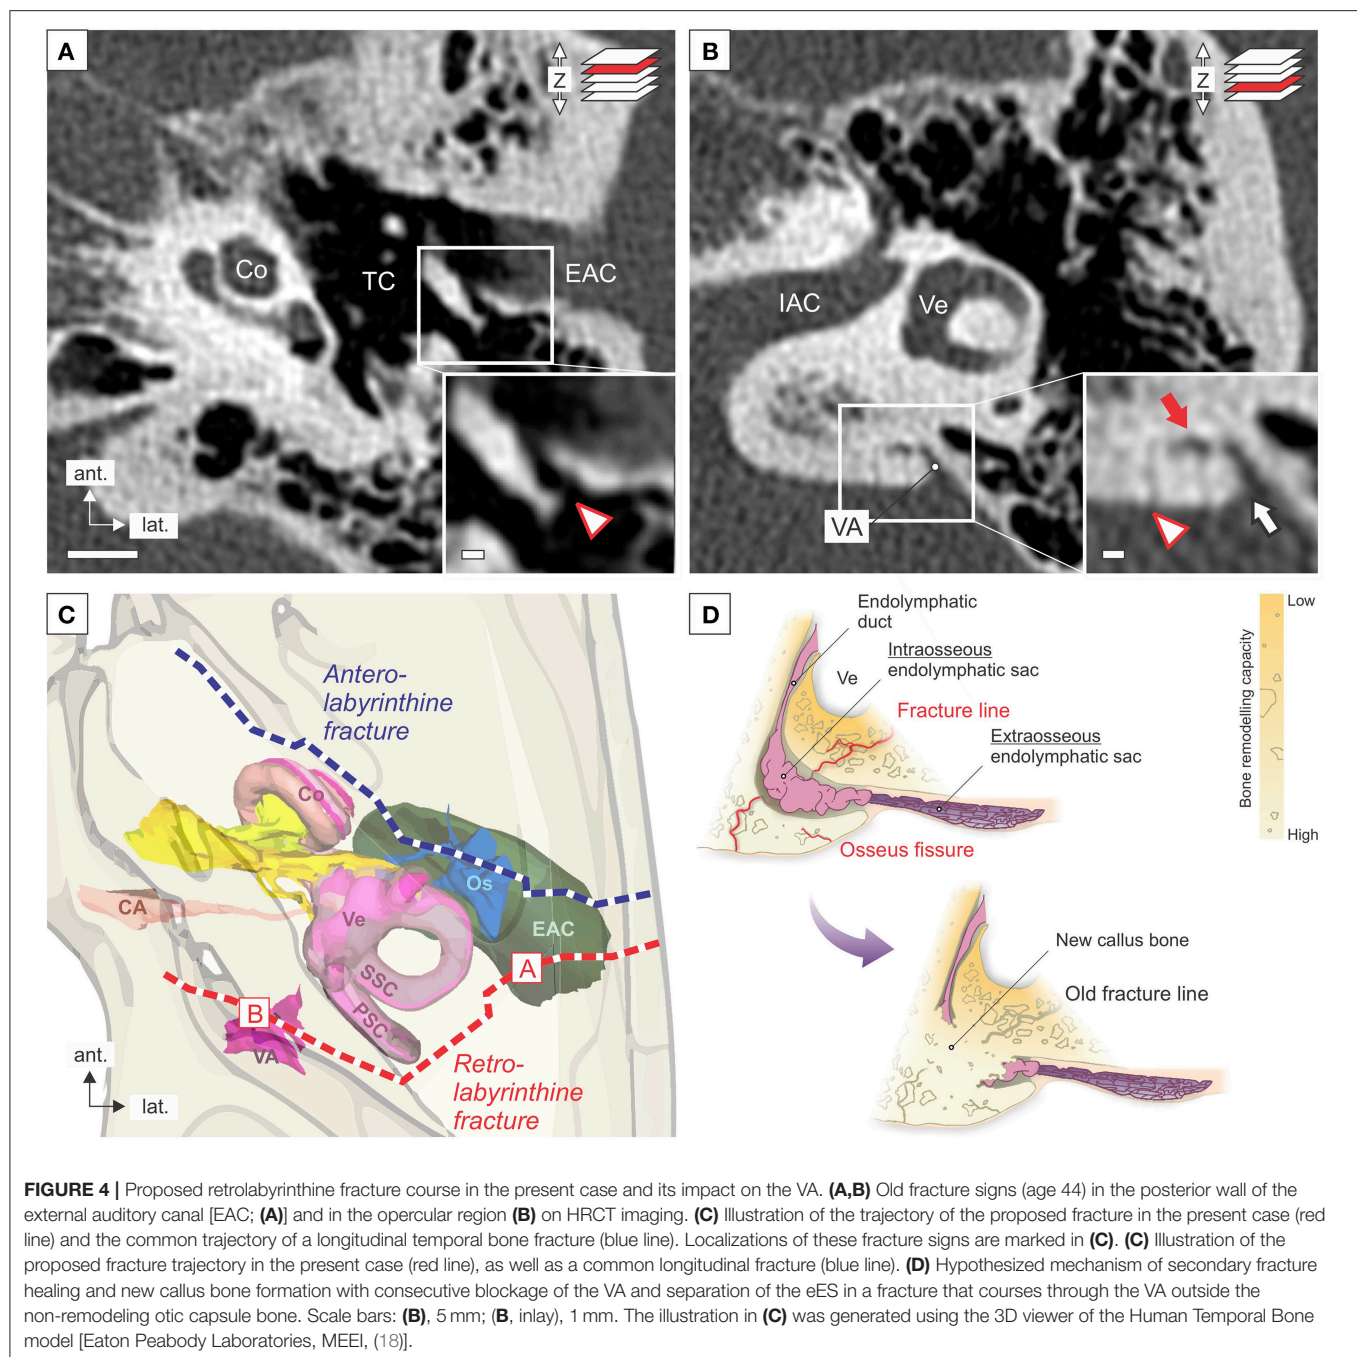 A
Z
Co
TC
EAC
ant.
lat.
B
Z
IAC
Ve
VA
C
Antero-
labyrinthine
fracture
Co
Os
CA
Ve
EAC
SSC
A
PSC
B
VA
ant.
lat.
Retro-
labyrinthine
fracture
D
Endolymphatic
duct
Intraosseous
endolymphatic sac
Ve
Fracture line
Extraosseous
endolymphatic sac
Osseus fissure
Low
Bone remodelling capacity
High
New callus bone
Old fracture line
FIGURE 4 | Proposed retrolabyrinthine fracture course in the present case and its impact on the VA. (A,B) Old fracture signs (age 44) in the posterior wall of the
external auditory canal [EAC; (A)] and in the opercular region (B) on HRCT imaging. (C) Illustration of the trajectory of the proposed fracture in the present case (red
line) and the common trajectory of a longitudinal temporal bone fracture (blue line). Localizations of these fracture signs are marked in (C). (C) Illustration of the
proposed fracture trajectory in the present case (red line), as well as a common longitudinal fracture (blue line). (D) Hypothesized mechanism of secondary fracture
healing and new callus bone formation with consecutive blockage of the VA and separation of the eES in a fracture that courses through the VA outside the
non-remodeling otic capsule bone. Scale bars: (B), 5 mm; (B, inlay), 1 mm. The illustration in (C) was generated using the 3D viewer of the Human Temporal Bone
model [Eaton Peabody Laboratories, MEEI, (18)].